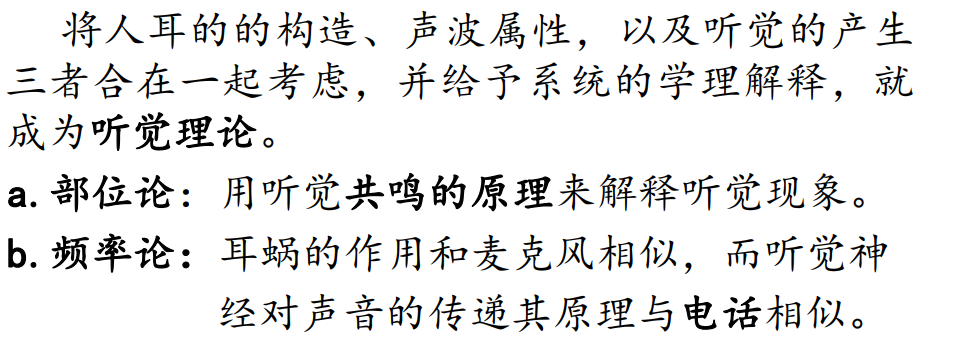 将人耳的的构造、声波属性，以及听觉的产生
三者合在一起考虑，并给予系统的学理解释，就
成为听觉理论。
a. 部位论：用听觉共鸣的原理来解释听觉现象。
b. 频率论：耳蜗的作用和麦克风相似，而听觉神
经对声音的传递其原理与电话相似。